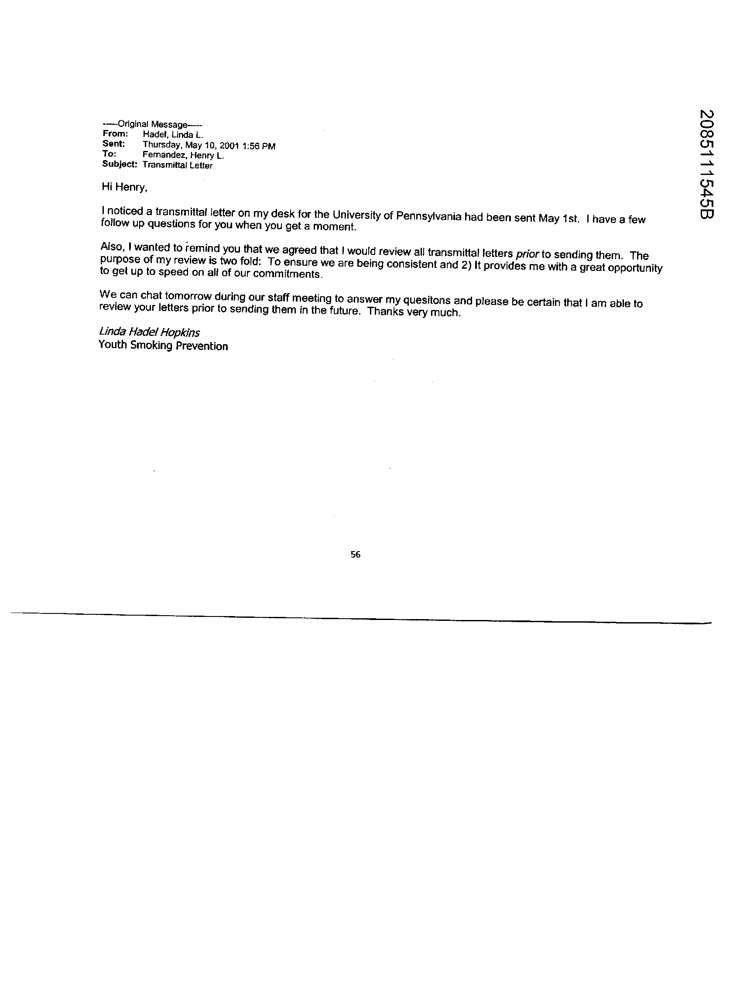 -----Original Message-----
From: Hadel, Linda L.
Sent: Thursday, May 10, 2001 1:56 PM
To: Fernandez, Henry L.
Subject: Transmittal Letter
Hi Henry,
I noticed a transmittal letter on my desk for the University of Pennsylvania had been sent May 1st. I have a few
follow up questions for you when you get a moment.
Also, I wanted to remind you that we agreed that I would review all transmittal letters prior to sending them. The
purpose of my review is two fold: To ensure we are being consistent and 2) It provides me with a great opportunity
to get up to speed on all of our commitments.
We can chat tomorrow during our staff meeting to answer my quesitons and please be certain that I am able to
review your letters prior to sending them in the future. Thanks very much.
Linda Hadel Hopkins
Youth Smoking Prevention
56
2085111545B